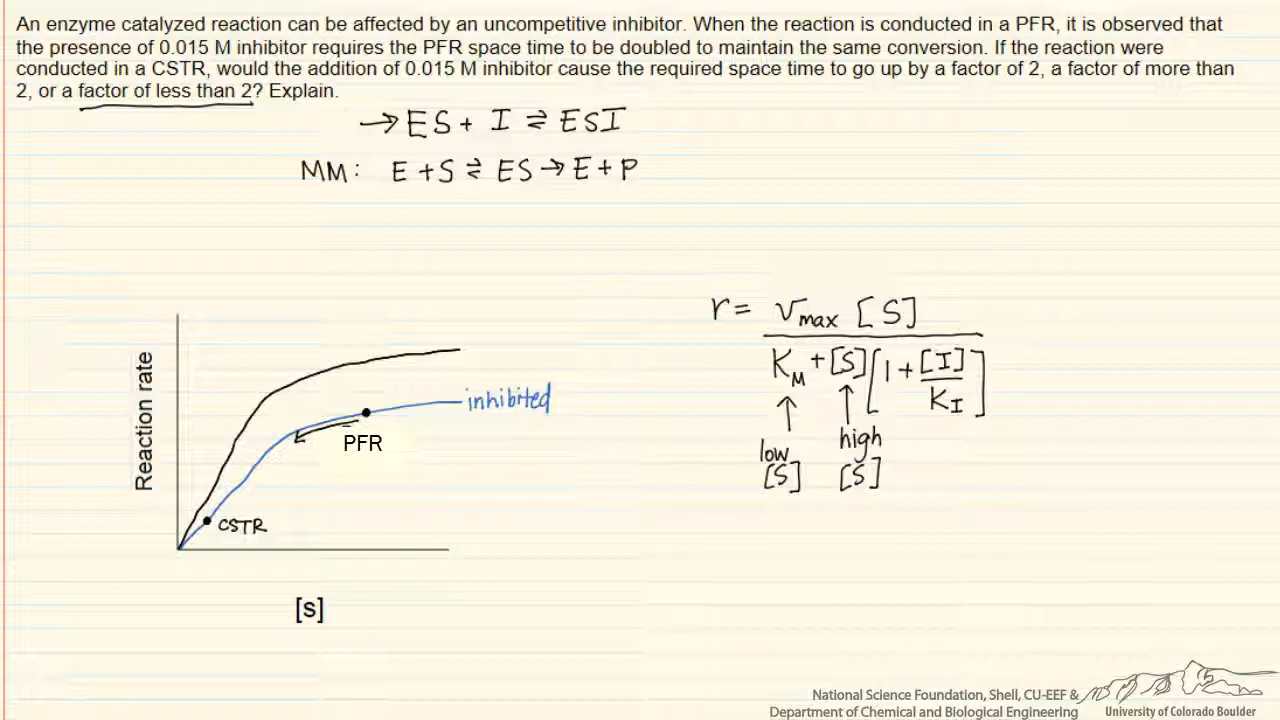 An enzyme catalyzed reaction can be affected by an uncompetitive inhibitor. When the reaction is conducted in a PFR, it is observed that
the presence of 0.015 M inhibitor requires the PFR space time to be doubled to maintain the same conversion. If the reaction were
conducted in a CSTR, would the addition of 0.015 M inhibitor cause the required space time to go up by a factor of 2, a factor of more than
2, or a factor of less than 2? Explain.
→ ES + I ⇌ ESI
MM: E + S ⇌ ES → E + P
r = Vmax [S]
K_M + [S] [1 + [I]
K_I]
low
[S]
high
[S]
Reaction rate
inhibited
PFR
CSTR
[s]
National Science Foundation, Shell, CU-EEF &
Department of Chemical and Biological Engineering
University of Colorado Boulder